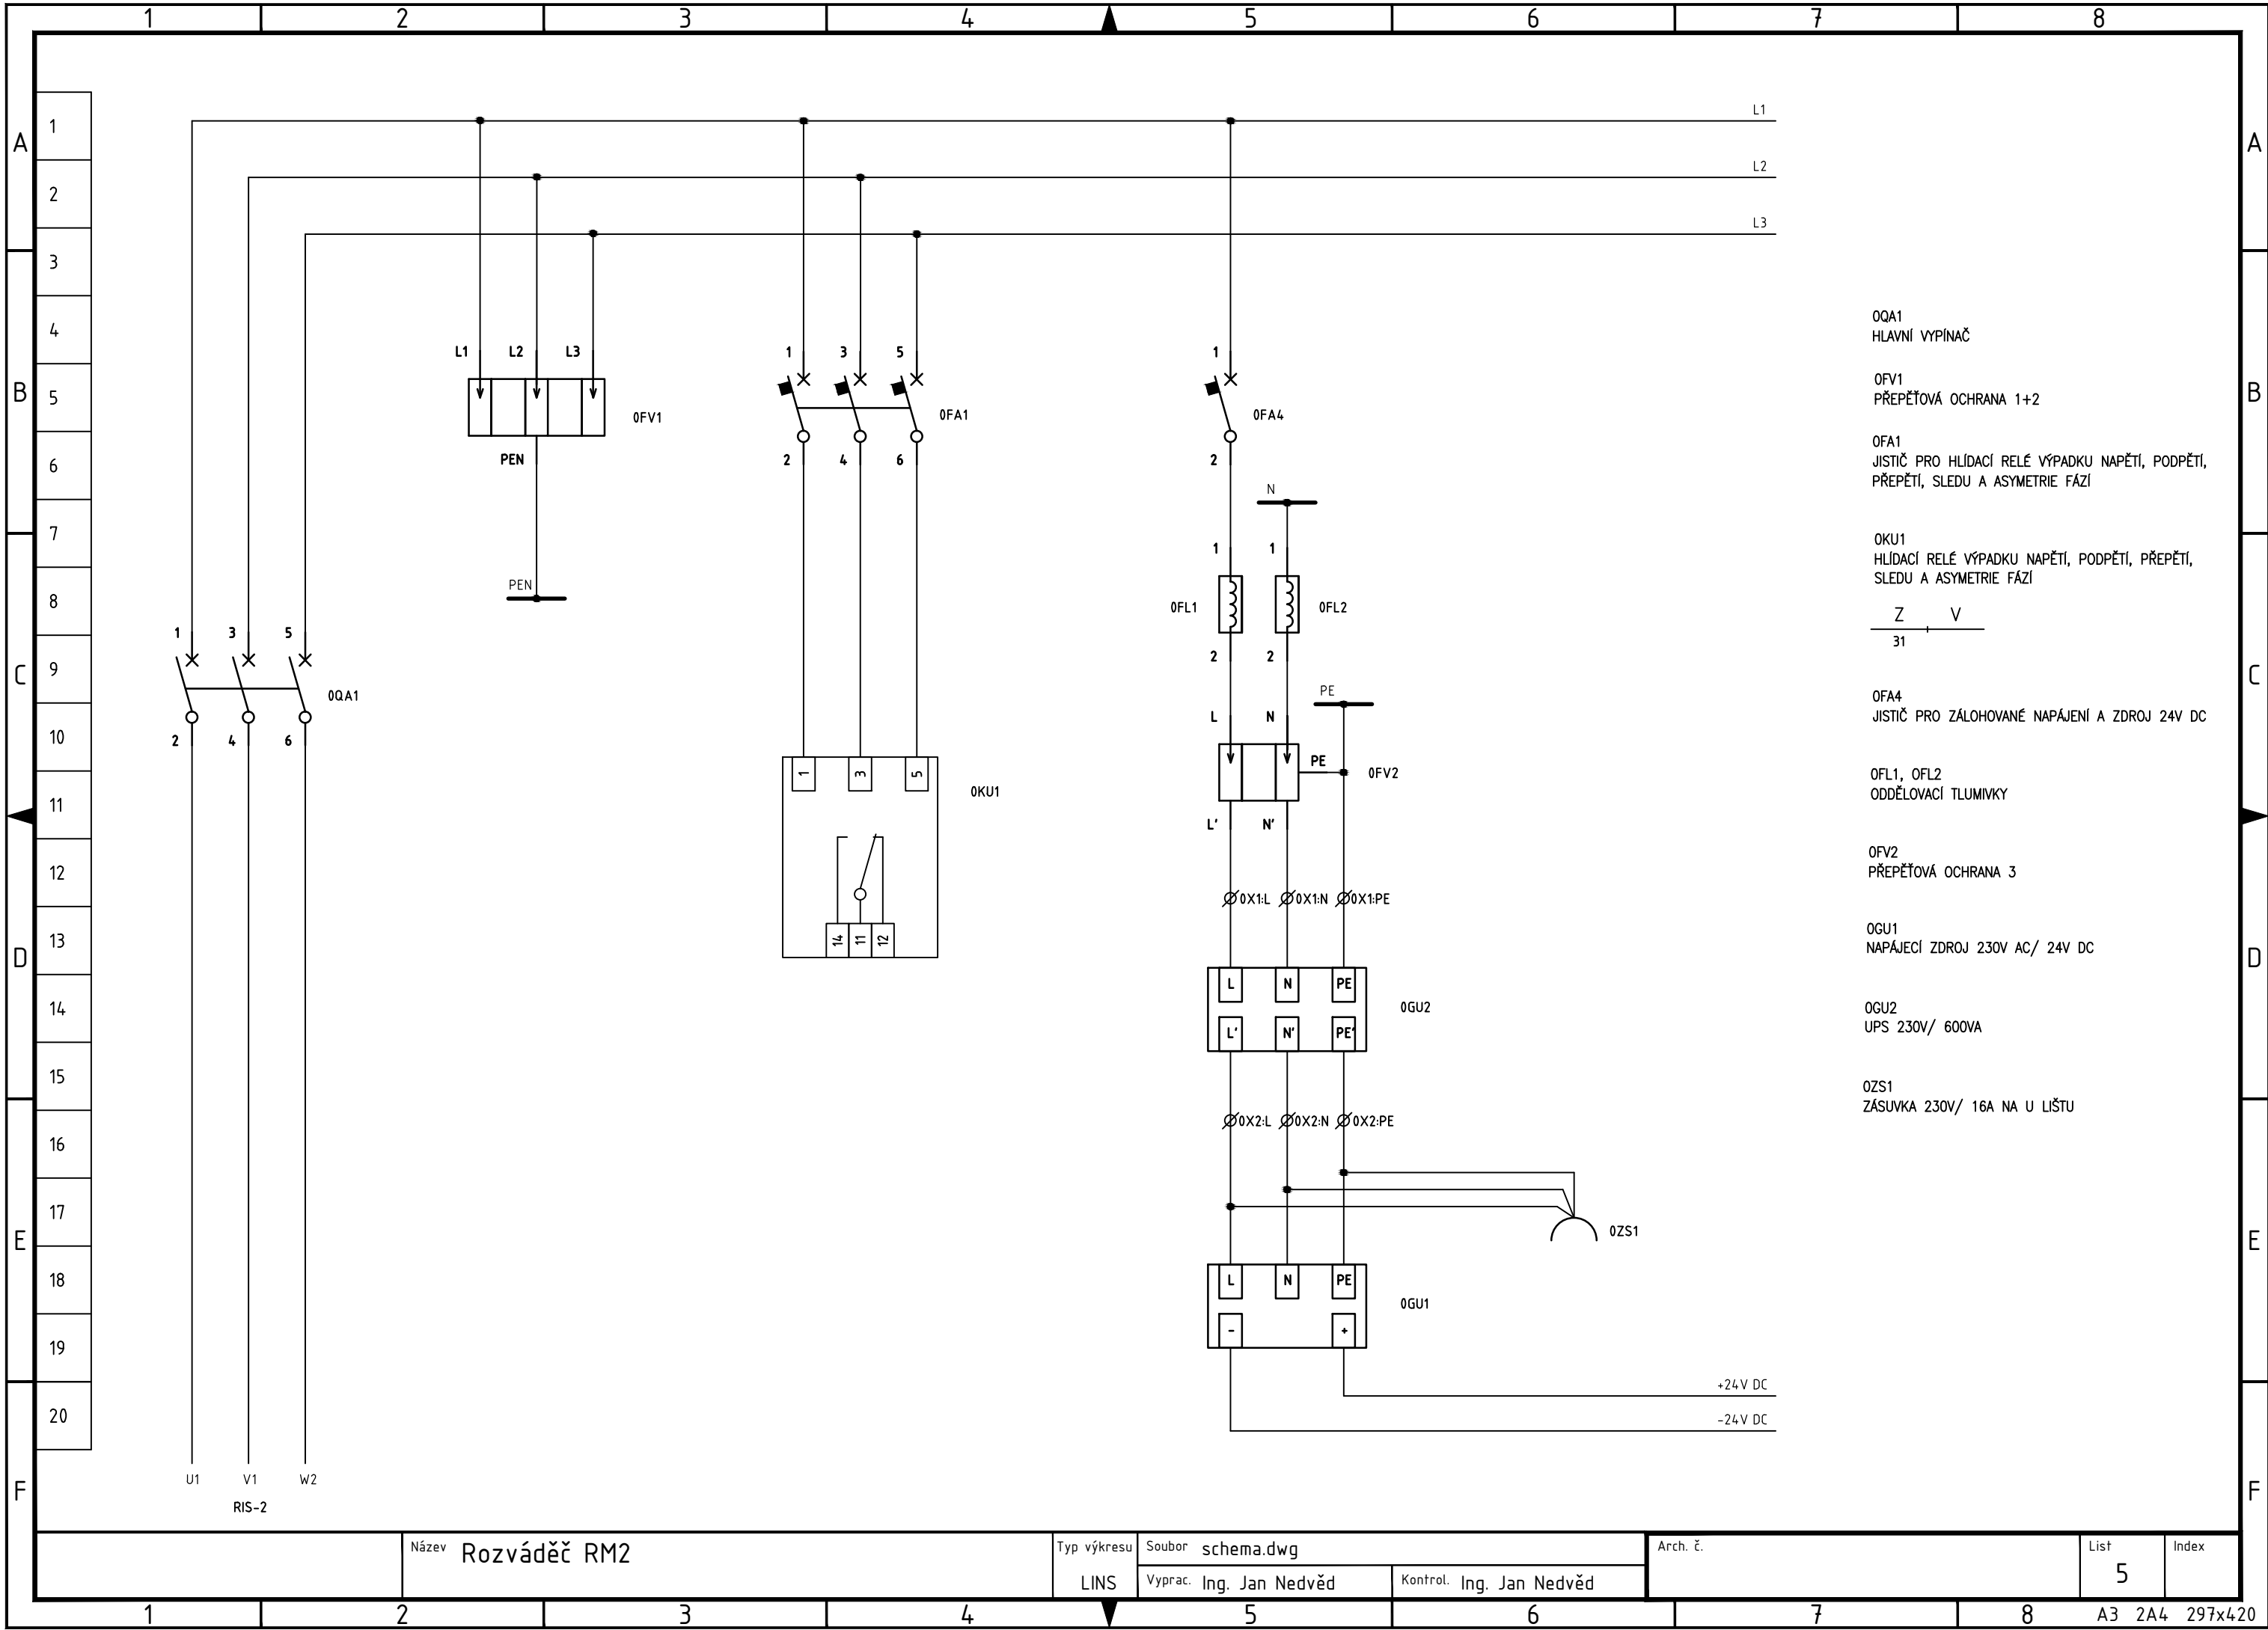 1 2 3 4 5 6 7 8
A A
B B
C C
D D
E E
F F
1
2
3
4
5
6
7
8
9
10
11
12
13
14
15
16
17
18
19
20
L1
L2
L3
L1 L2 L3
0FV1
PEN
PEN
1 3 5
0FA1
2 4 6
1
0FA4
2
N
1 1
0FL1 0FL2
2 2
PE
L N
PE
0FV2
L' N'
1 3 5
0QA1
2 4 6
1 3 5
0KU1
14 11 12
0X1:L 0X1:N 0X1:PE
L N PE
0GU2
L' N' PE'
0X2:L 0X2:N 0X2:PE
0ZS1
L N PE
0GU1
- +
+24V DC
-24V DC
U1 V1 W2
RIS-2
0QA1
HLAVNÍ VYPÍNAČ
0FV1
PŘEPĚŤOVÁ OCHRANA 1+2
0FA1
JISTIČ PRO HLÍDACÍ RELÉ VÝPADKU NAPĚTÍ, PODPĚTÍ,
PŘEPĚTÍ, SLEDU A ASYMETRIE FÁZÍ
0KU1
HLÍDACÍ RELÉ VÝPADKU NAPĚTÍ, PODPĚTÍ, PŘEPĚTÍ,
SLEDU A ASYMETRIE FÁZÍ
Z V
31
0FA4
JISTIČ PRO ZÁLOHOVANÉ NAPÁJENÍ A ZDROJ 24V DC
0FL1, 0FL2
ODDĚLOVACÍ TLUMIVKY
0FV2
PŘEPĚŤOVÁ OCHRANA 3
0GU1
NAPÁJECÍ ZDROJ 230V AC/ 24V DC
0GU2
UPS 230V/ 600VA
0ZS1
ZÁSUVKA 230V/ 16A NA U LIŠTU
Název Rozváděč RM2
Typ výkresu
LINS
Soubor schema.dwg
Vyprac. Ing. Jan Nedvěd
Kontrol. Ing. Jan Nedvěd
Arch. č.
List
5
Index
1 2 3 4 5 6 7 8
A3 2A4 297x420